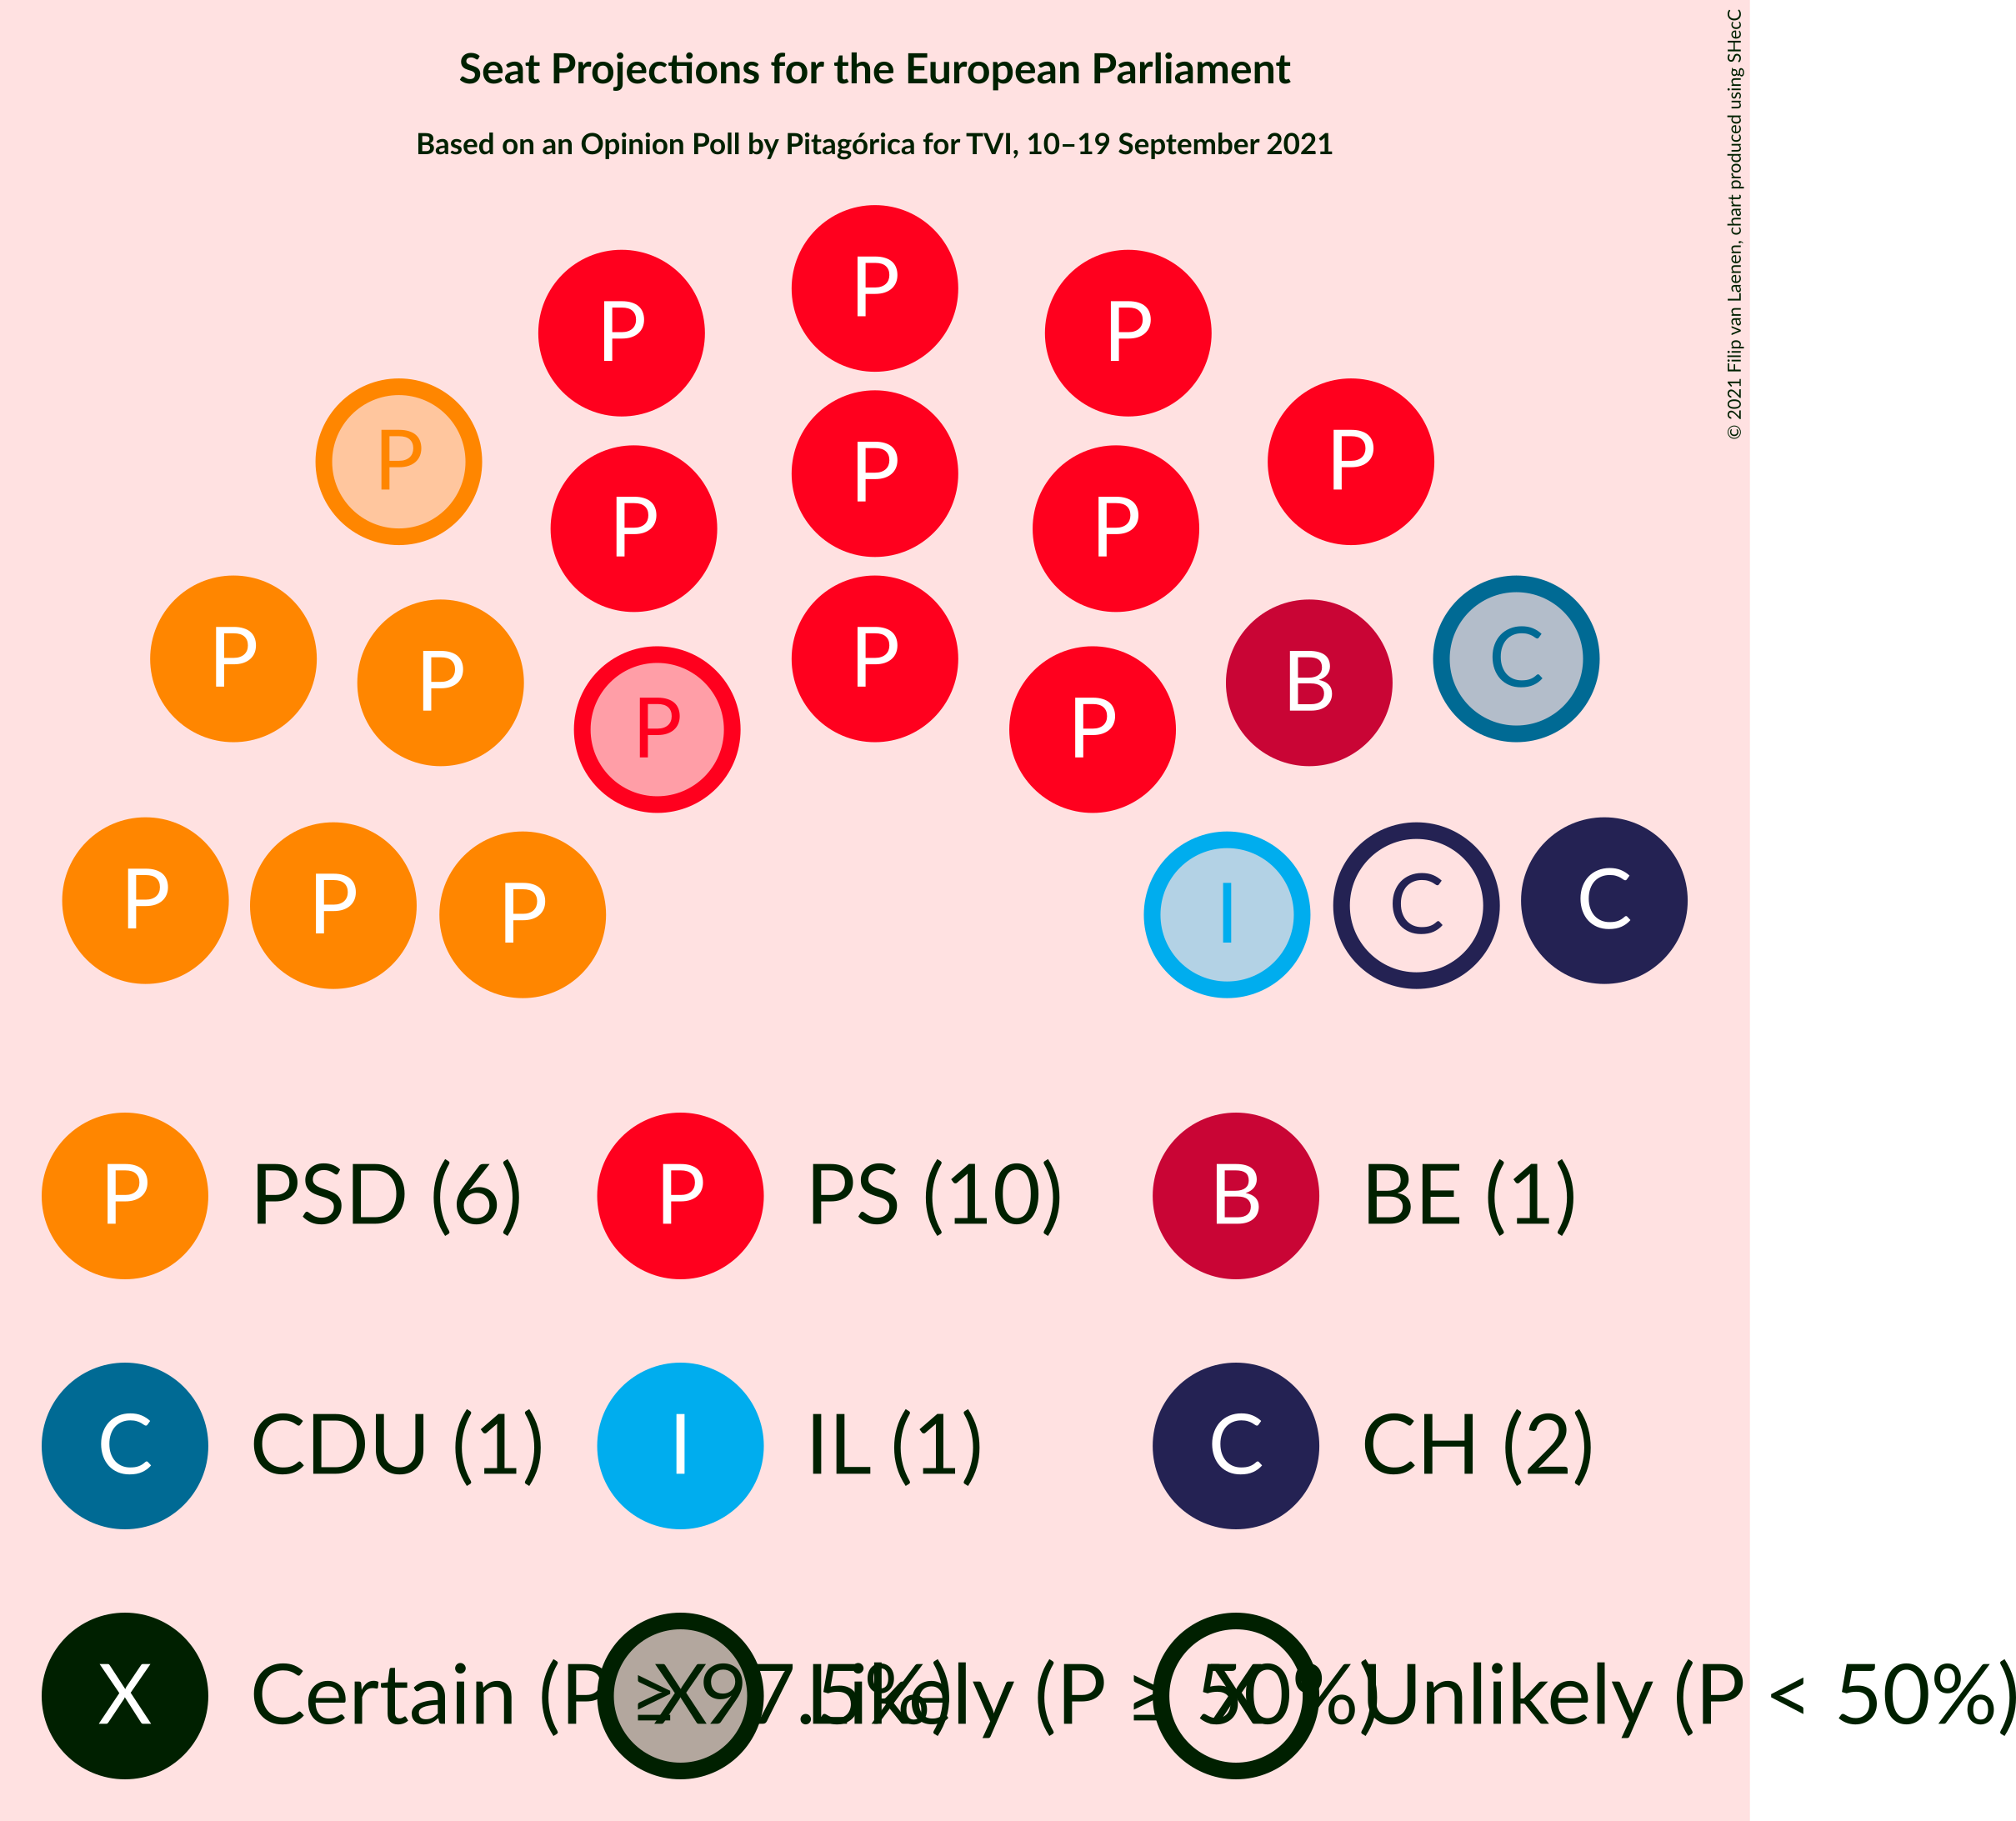 Seat Projections for the European Parliament
Based on an Opinion Poll by Pitagórica for TVI, 10–19 September 2021
© 2021 Filip van Laenen, chart produced using SHecC
P
P P
P P
P
P P
P P
P P B C
P P
P P P I C C
P PSD (6) P PS (10) B BE (1)
C CDU (1) I IL (1) C CH (2)
X Certain (P ≥ 97.5%) X Likely (P ≥ 50%) X Unlikely (P < 50%)